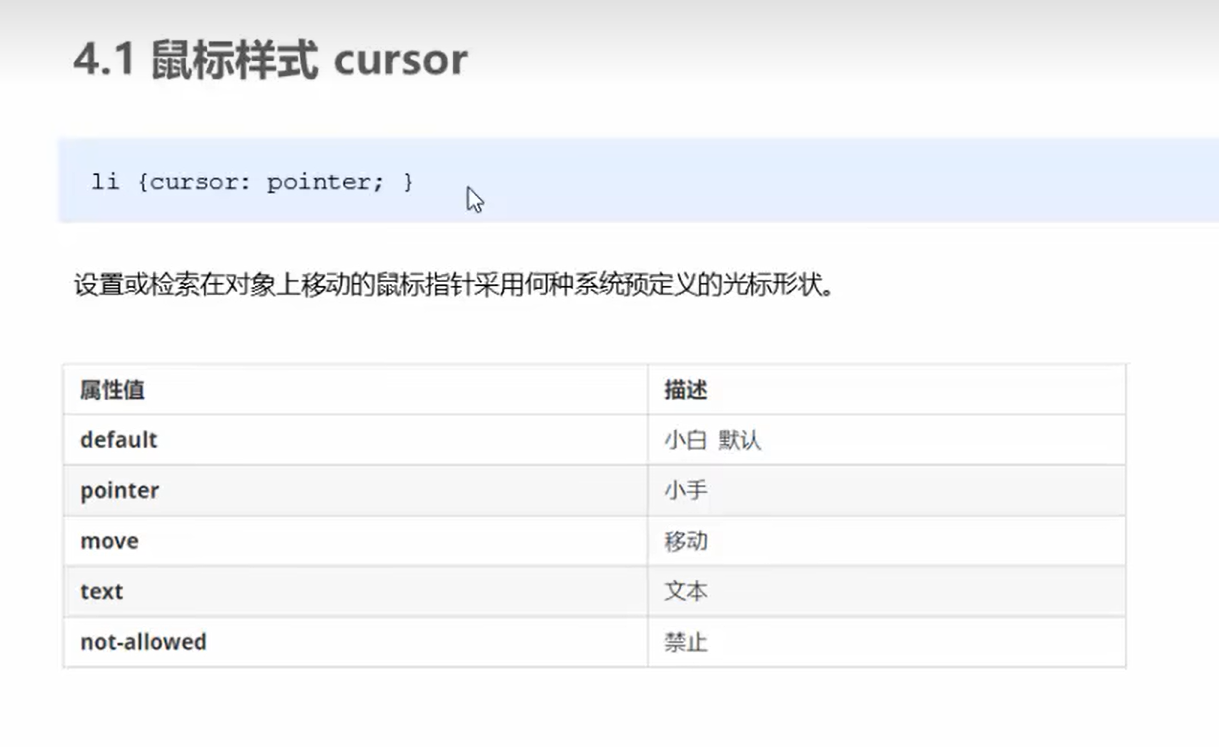 4.1 鼠标样式 cursor
li {cursor: pointer; }
设置或检索在对象上移动的鼠标指针采用何种系统预定义的光标形状。
属性值 描述
default 小白 默认
pointer 小手
move 移动
text 文本
not-allowed 禁止